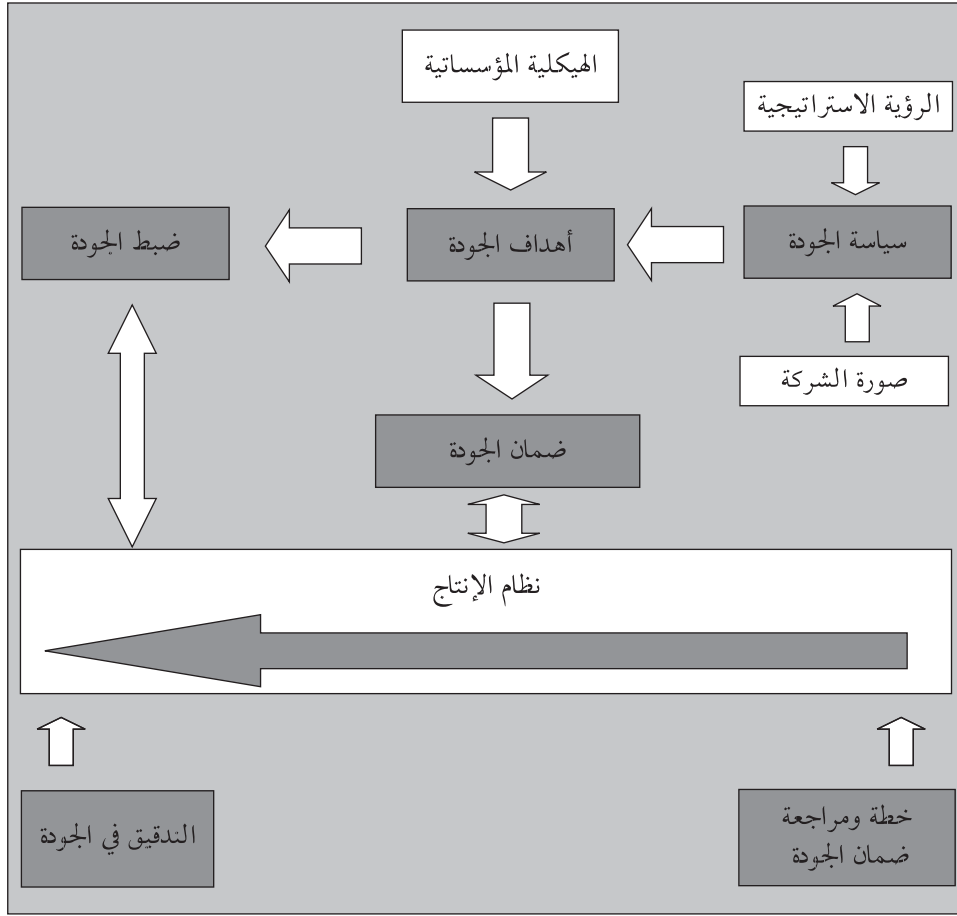 الهيكلية المؤسساتية
الرؤية الاستراتيجية
سياسة الجودة
أهداف الجودة
ضبط الجودة
صورة الشركة
ضمان الجودة
نظام الإنتاج
خطة ومراجعة
ضمان الجودة
التدقيق في الجودة